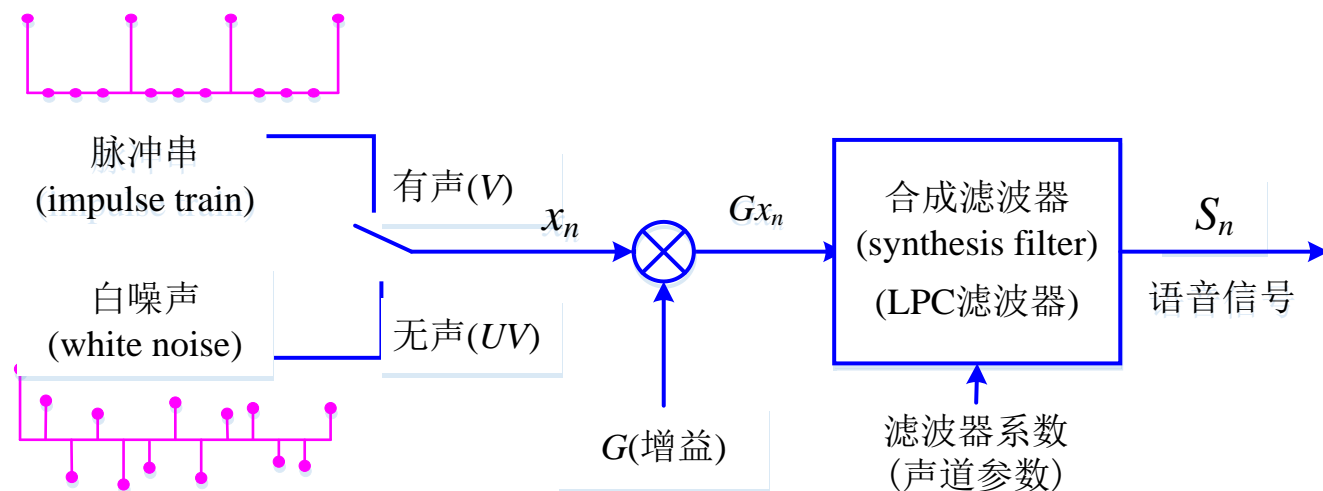 脉冲串
(impulse train)
有声(V)
白噪声
(white noise)
无声(UV)
xₙ
Gxₙ
G(增益)
合成滤波器
(synthesis filter)
(LPC滤波器)
滤波器系数
(声道参数)
Sₙ
语音信号